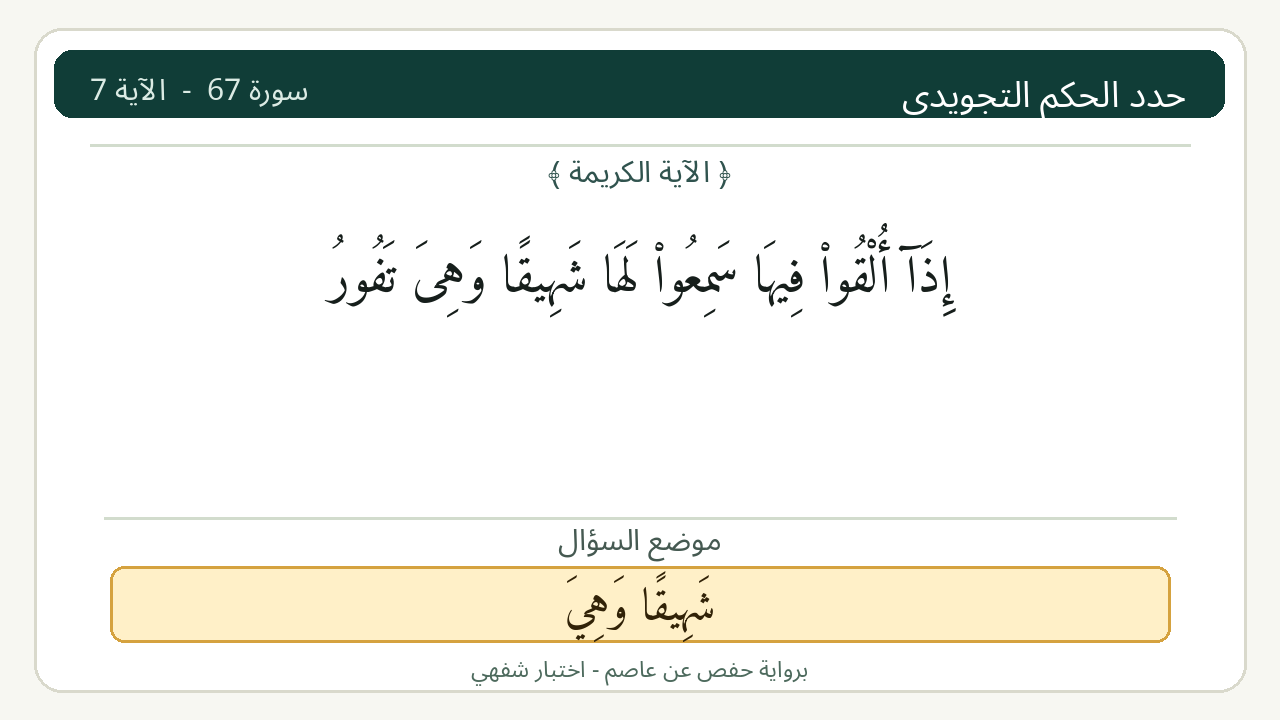 حدد الحكم التجويدى
سورة 67 - الآية 7
﴿ الآية الكريمة ﴾
إِذَآ أُلْقُوا۟ فِيهَا سَمِعُوا۟ لَهَا شَهِيقًا وَهِىَ تَفُورُ
موضع السؤال
شَهِيقًا وَهِيَ
برواية حفص عن عاصم - اختبار شفهي